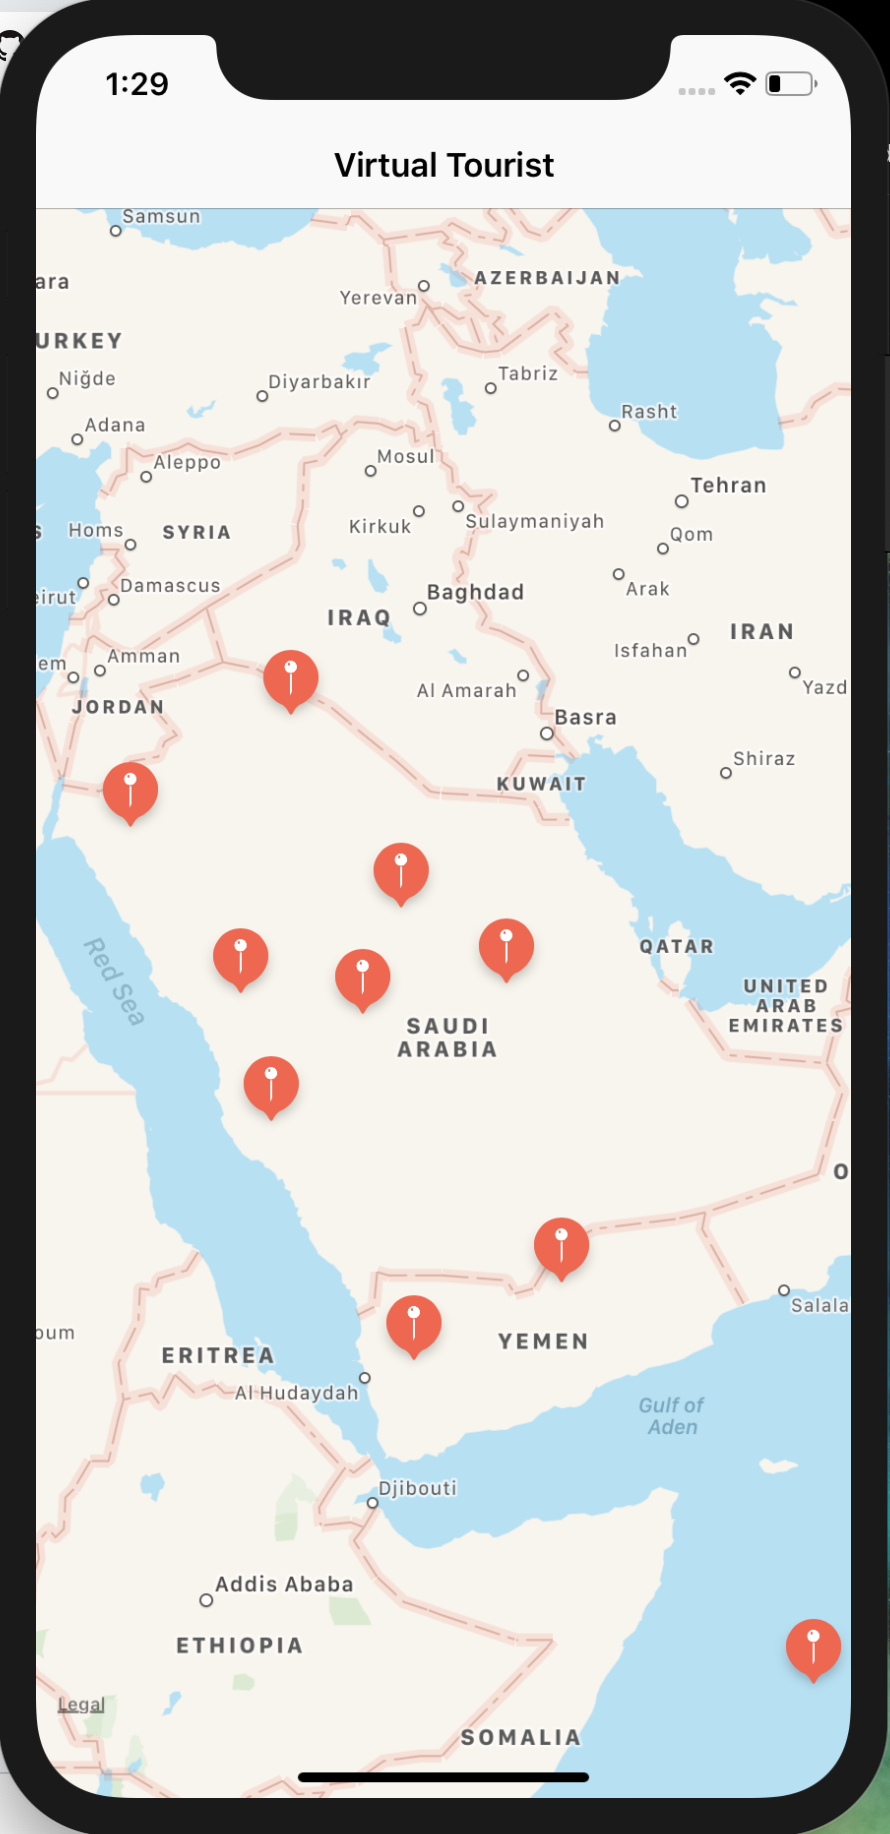 1:29
Virtual Tourist
Samsun
ara
AZERBAIJAN
Yerevan
URKEY
Niğde
Diyarbakır
Tabriz
Rasht
Adana
Mosul
Aleppo
Tehran
Kirkuk
Sulaymaniyah
Qom
S
Homs
SYRIA
Damascus
eirut
Baghdad
Arak
IRAQ
IRAN
Isfahan
em
Amman
Al Amarah
Yazd
JORDAN
Basra
Shiraz
KUWAIT
Red Sea
QATAR
UNITED
ARAB
EMIRATES
SAUDI
ARABIA
O
Salala
oum
YEMEN
ERITREA
Al Hudaydah
Gulf of
Aden
Djibouti
Addis Ababa
ETHIOPIA
Legal
SOMALIA